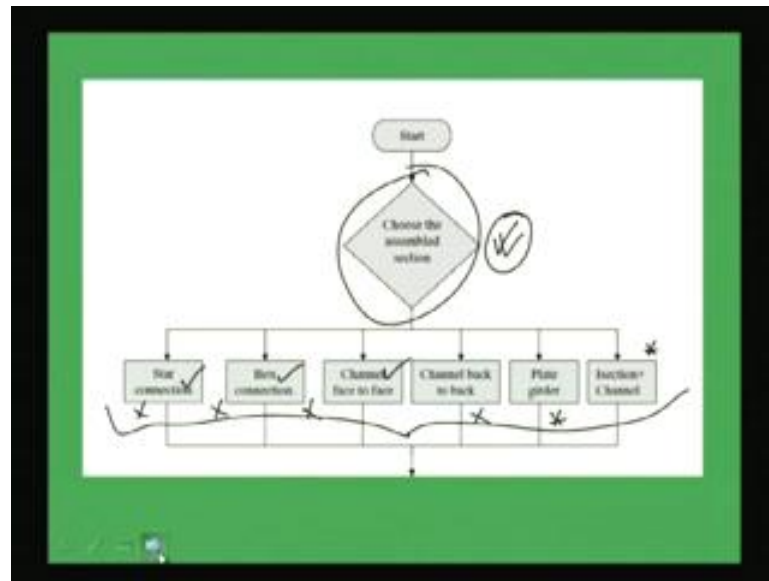 Start
Choose the
assembled
section
Star
connection
Box
connection
Channel
face to face
Channel back
to back
Plate
girder
Isection+
Channel